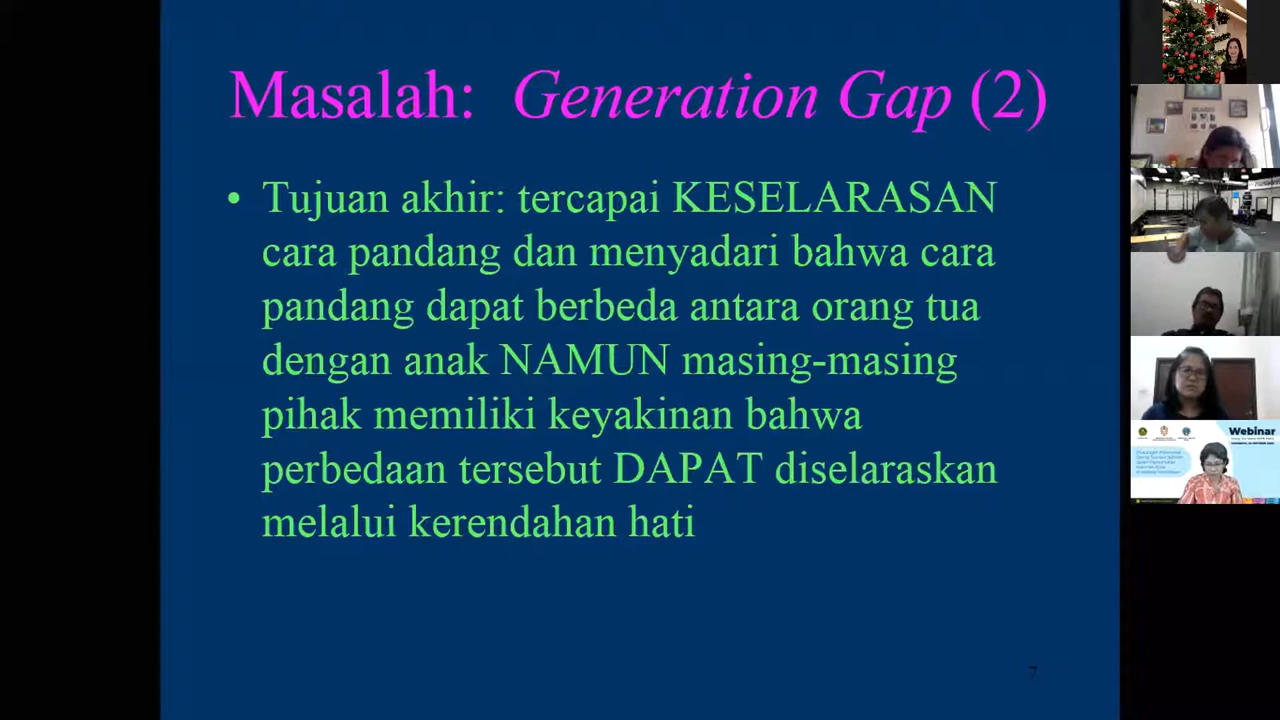 Masalah: Generation Gap (2)
• Tujuan akhir: tercapai KESELARASAN
cara pandang dan menyadari bahwa cara
pandang dapat berbeda antara orang tua
dengan anak NAMUN masing-masing
pihak memiliki keyakinan bahwa
perbedaan tersebut DAPAT diselaraskan
melalui kerendahan hati
7
Webinar